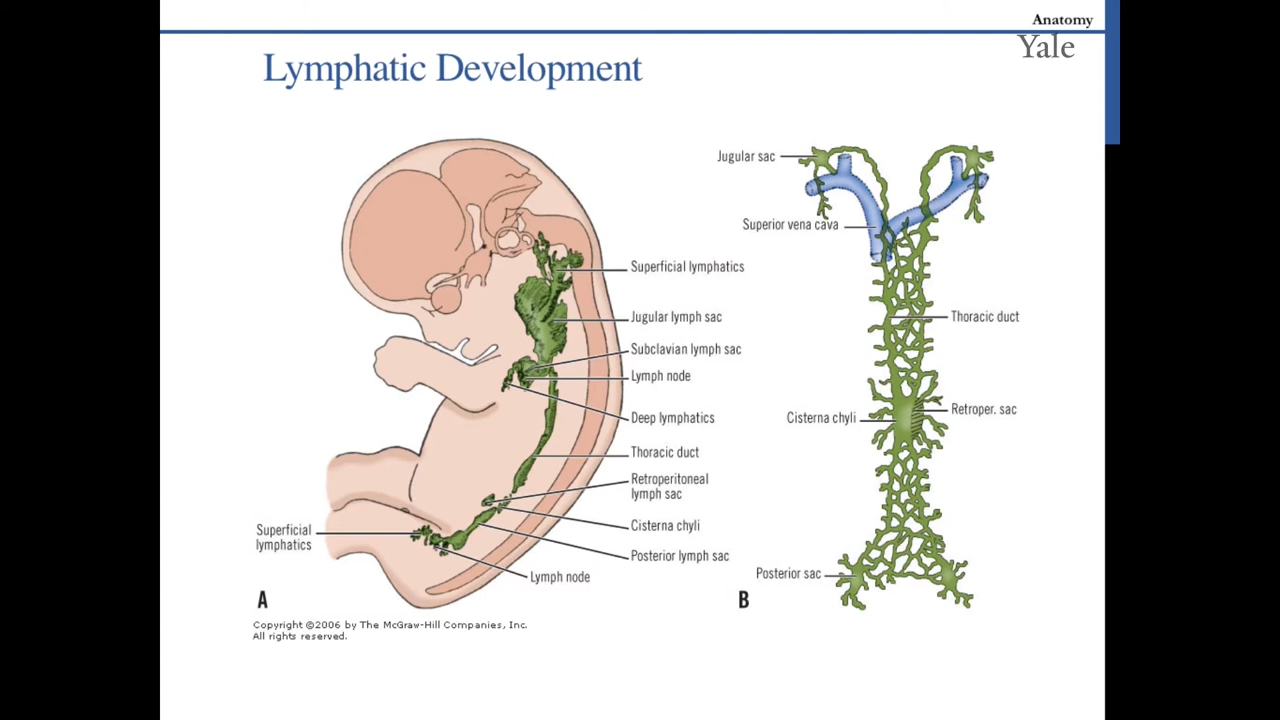 Anatomy
Yale
Lymphatic Development
Superficial lymphatics
Jugular lymph sac
Subclavian lymph sac
Lymph node
Deep lymphatics
Thoracic duct
Retroperitoneal
lymph sac
Cisterna chyli
Posterior lymph sac
Lymph node
Superficial
lymphatics
A
Copyright ©2006 by The McGraw-Hill Companies, Inc.
All rights reserved.
Jugular sac
Superior vena cava
Thoracic duct
Cisterna chyli
Retroper. sac
Posterior sac
B